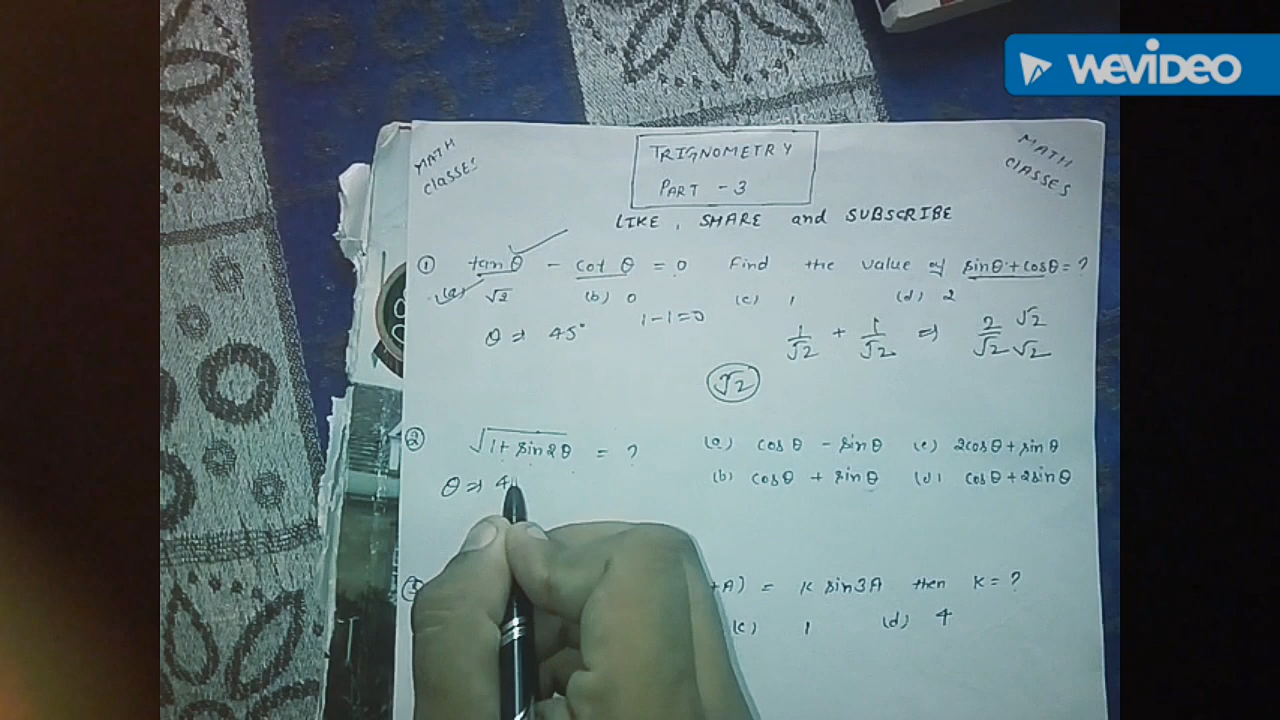 WEVIDEO
MATH CLASSES
TRIGNOMETRY
PART - 3
MATH CLASSES
LIKE, SHARE and SUBSCRIBE
① tanθ - cotθ = 0 Find the value of sinθ + cosθ = ?
(a) √2 (b) 0 (c) 1 (d) 2
θ ⇒ 45° 1-1=0 1/√2 + 1/√2 ⇒ 2/√2 √2/√2
√2
② √1+sin2θ = ? (a) cosθ - sinθ (c) 2cosθ + sinθ
θ ⇒ 4 (b) cosθ + sinθ (d) cosθ + 2sinθ
+A) = K sin3A then K = ?
(c) 1 (d) 4